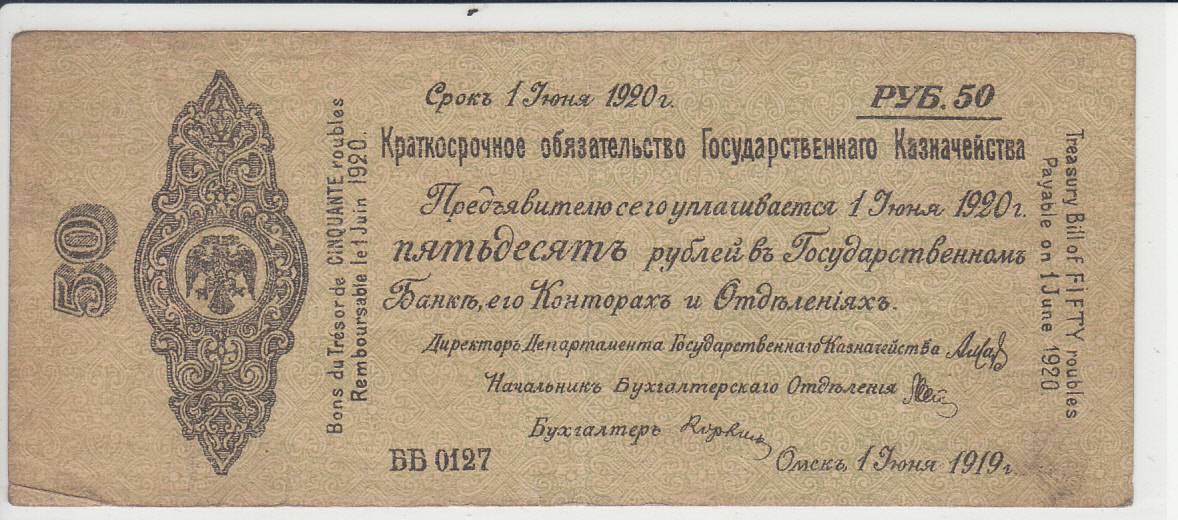 50
Bons du Trésor de CINQUANTE roubles
Remboursable le 1 Juin 1920.
Срокъ 1 Іюня 1920 г.
РУБ. 50
Краткосрочное обязательство Государственнаго Казначейства
Предъявителю сего уплачивается 1 Іюня 1920 г.
пятьдесятъ рублей въ Государственномъ
Банкѣ, его Конторахъ и Отдѣленіяхъ.
Директоръ Департамента Государственнаго Казначейства
Начальникъ Бухгалтерскаго Отдѣленія
Бухгалтеръ
ББ 0127
Омскъ, 1 Іюня 1919 г.
Treasury Bill of FIFTY roubles
Payable on 1 June 1920